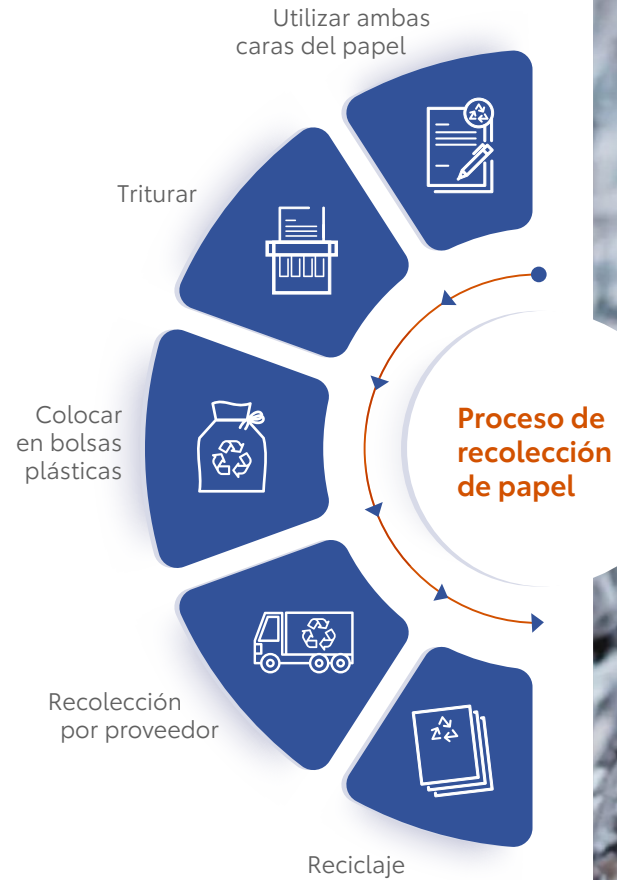 Utilizar ambas
caras del papel
Triturar
Colocar
en bolsas
plásticas
Proceso de
recolección
de papel
Recolección
por proveedor
Reciclaje